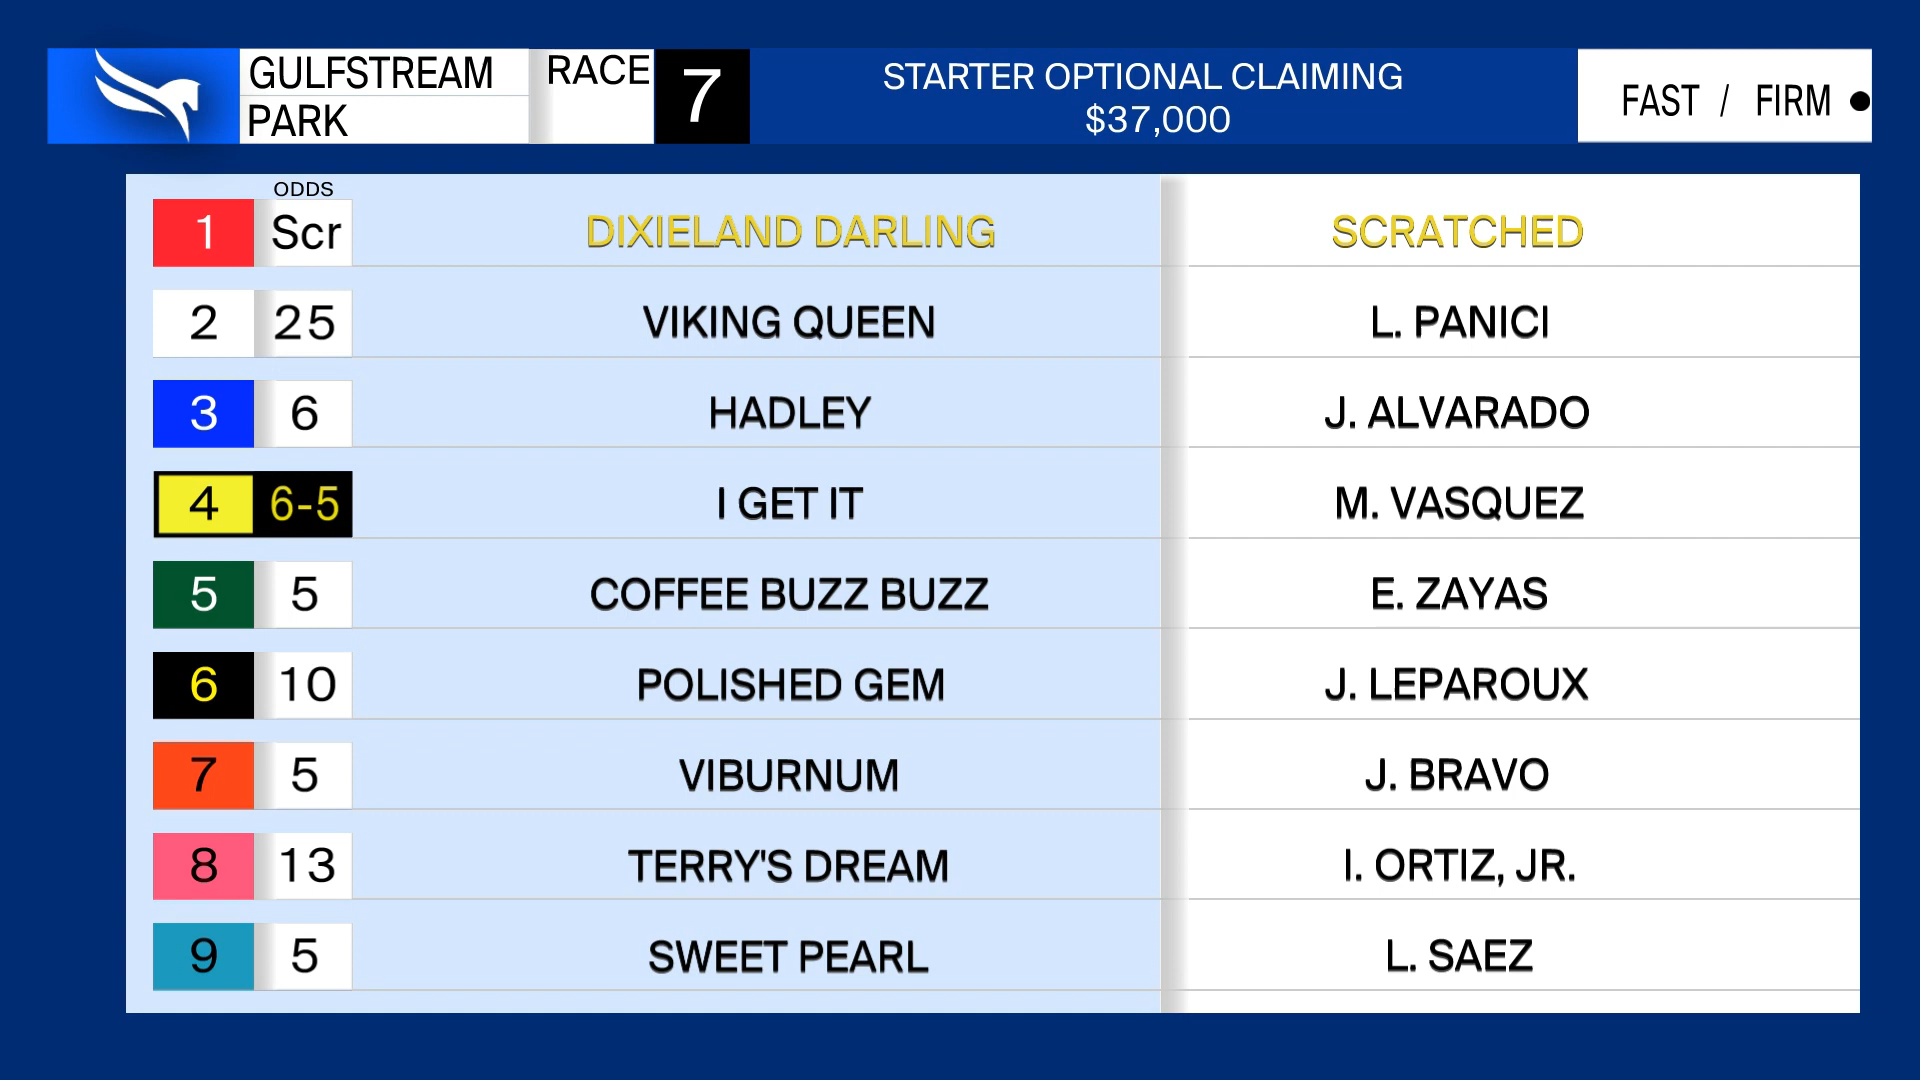 GULFSTREAM PARK
RACE 7
STARTER OPTIONAL CLAIMING
$37,000
FAST / FIRM
ODDS
1 Scr DIXIELAND DARLING SCRATCHED
2 25 VIKING QUEEN L. PANICI
3 6 HADLEY J. ALVARADO
4 6-5 I GET IT M. VASQUEZ
5 5 COFFEE BUZZ BUZZ E. ZAYAS
6 10 POLISHED GEM J. LEPAROUX
7 5 VIBURNUM J. BRAVO
8 13 TERRY'S DREAM I. ORTIZ, JR.
9 5 SWEET PEARL L. SAEZ